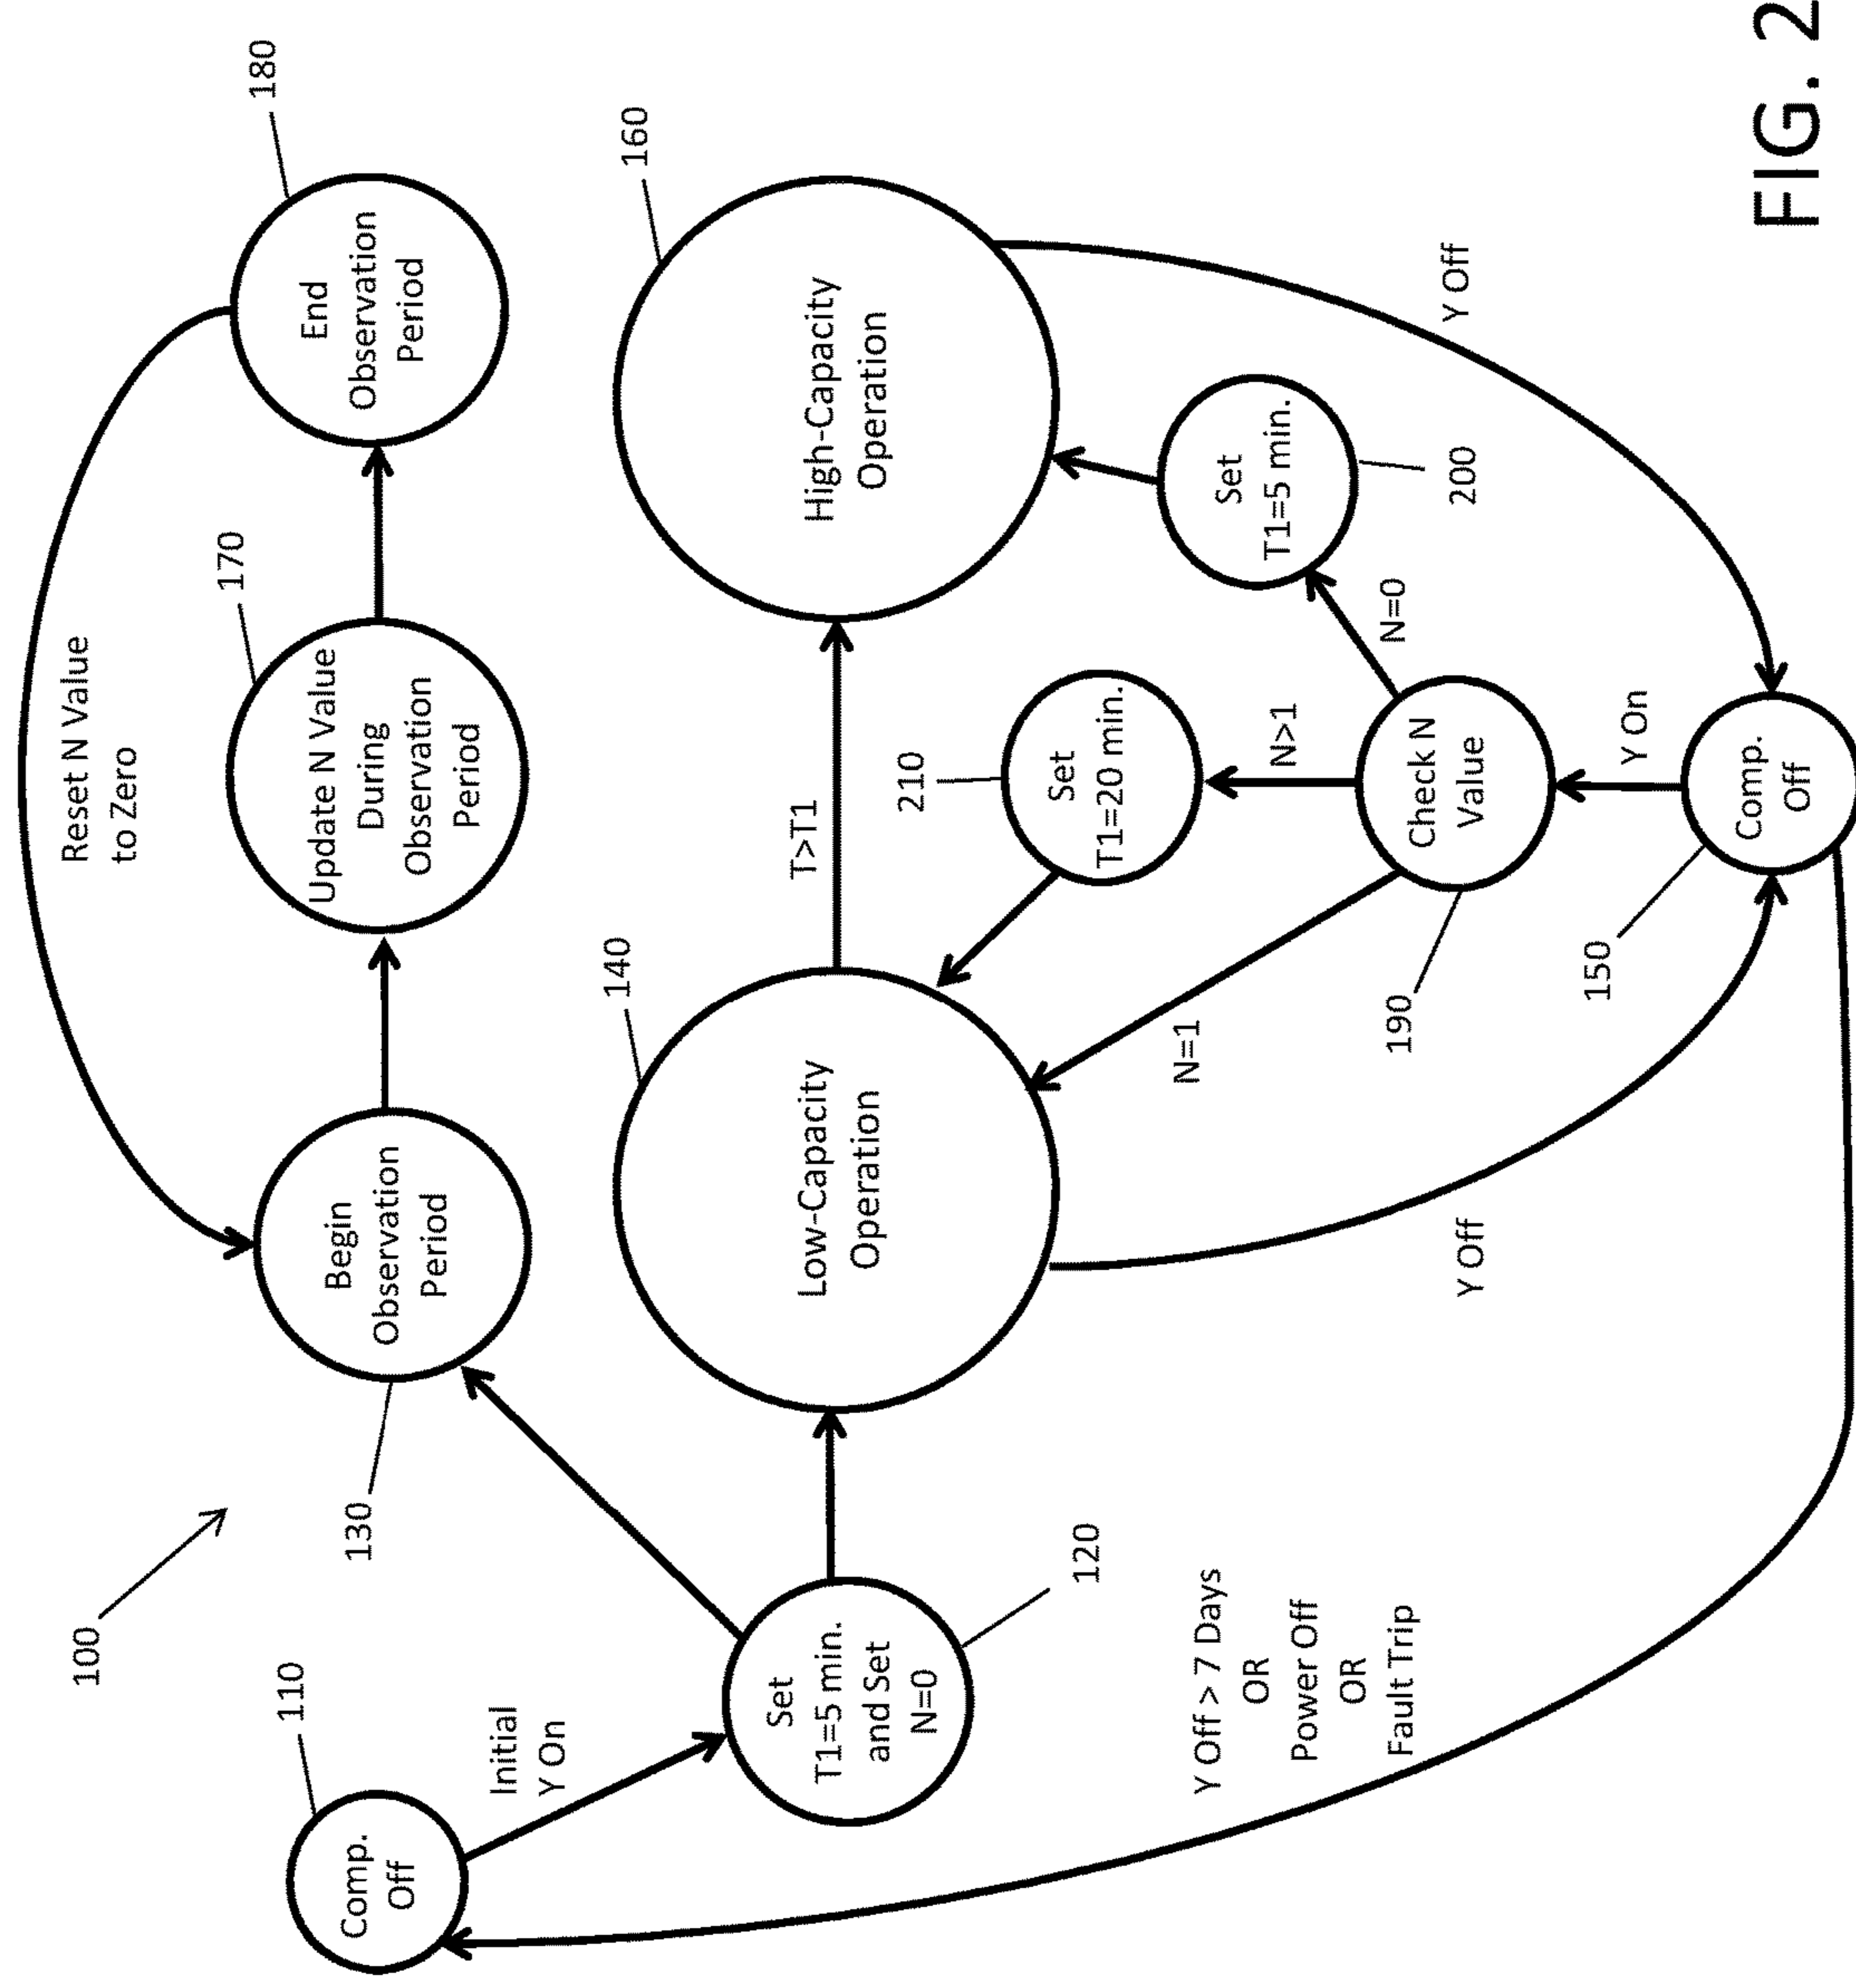 100
110
Comp.
Off
Initial
Y On
Set
T1=5 min.
and Set
N=0
120
130
Begin
Observation
Period
Reset N Value
to Zero
170
Update N Value
During
Observation
Period
180
End
Observation
Period
140
Low-Capacity
Operation
T>T1
160
High-Capacity
Operation
210
Set
T1=20 min.
Set
T1=5 min.
200
N=1
N>1
N=0
190
Check N
Value
Y Off
Y On
Y Off
150
Comp.
Off
Y Off > 7 Days
OR
Power Off
OR
Fault Trip
FIG. 2